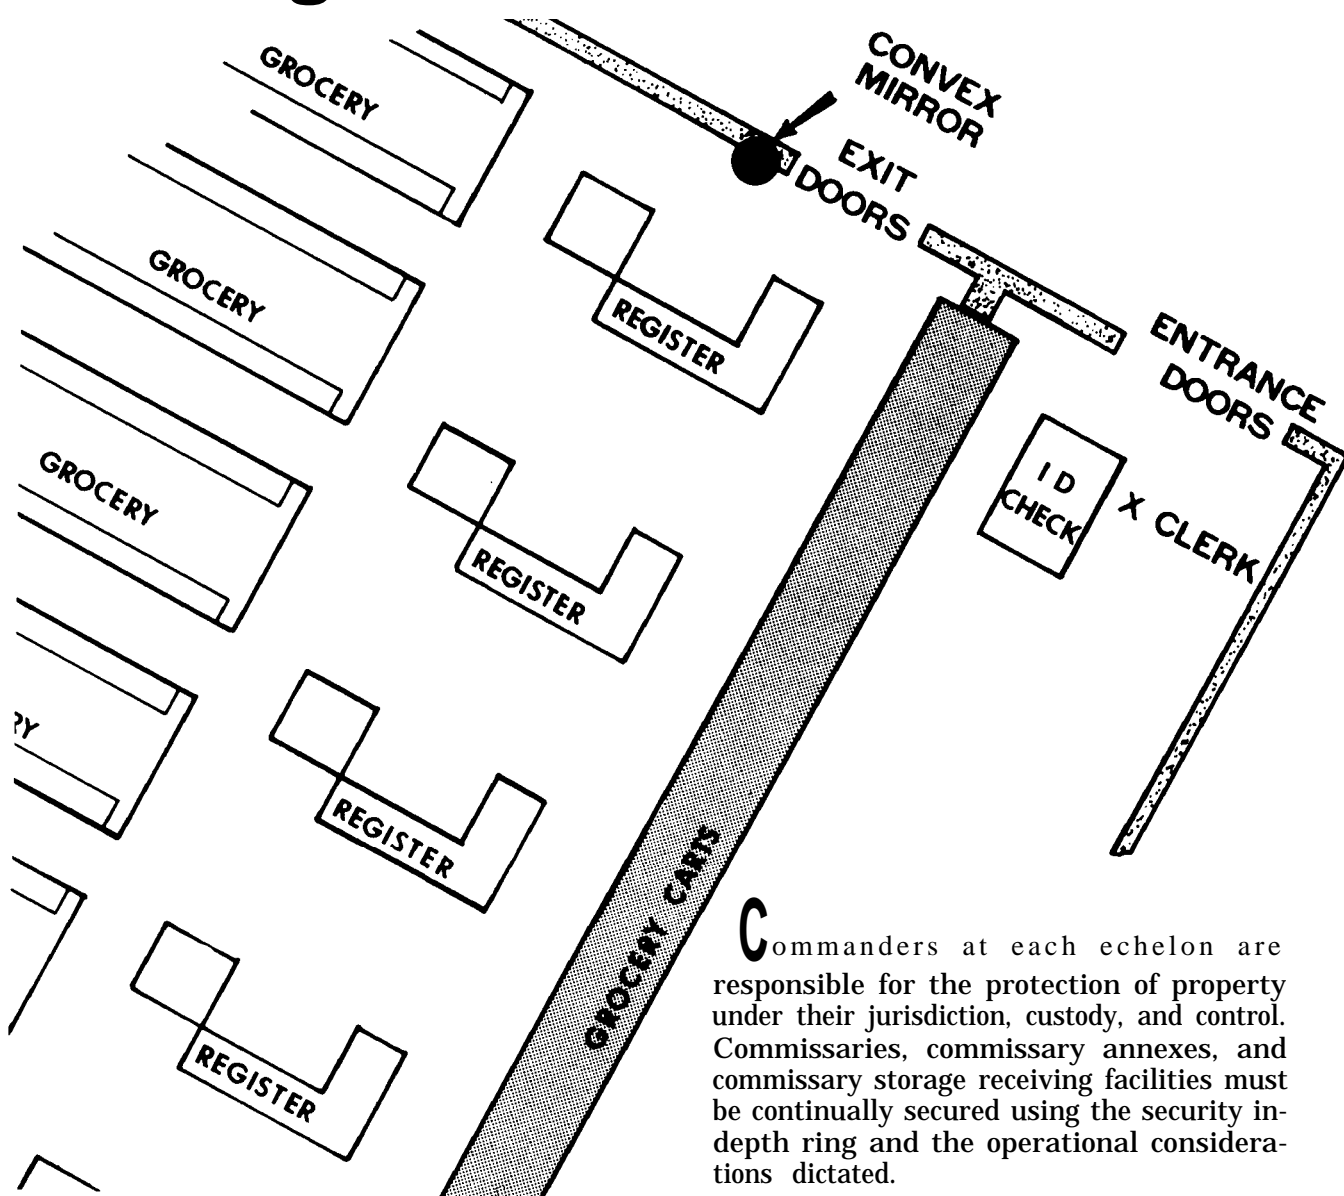 CONVEX
MIRROR
EXIT
DOORS
ENTRANCE
DOORS
GROCERY
GROCERY
GROCERY
RY
REGISTER
REGISTER
REGISTER
REGISTER
I D
CHECK
X CLERK
GROCERY CARTS
Commanders at each echelon are
responsible for the protection of property
under their jurisdiction, custody, and control.
Commissaries, commissary annexes, and
commissary storage receiving facilities must
be continually secured using the security in-
depth ring and the operational considera-
tions dictated.